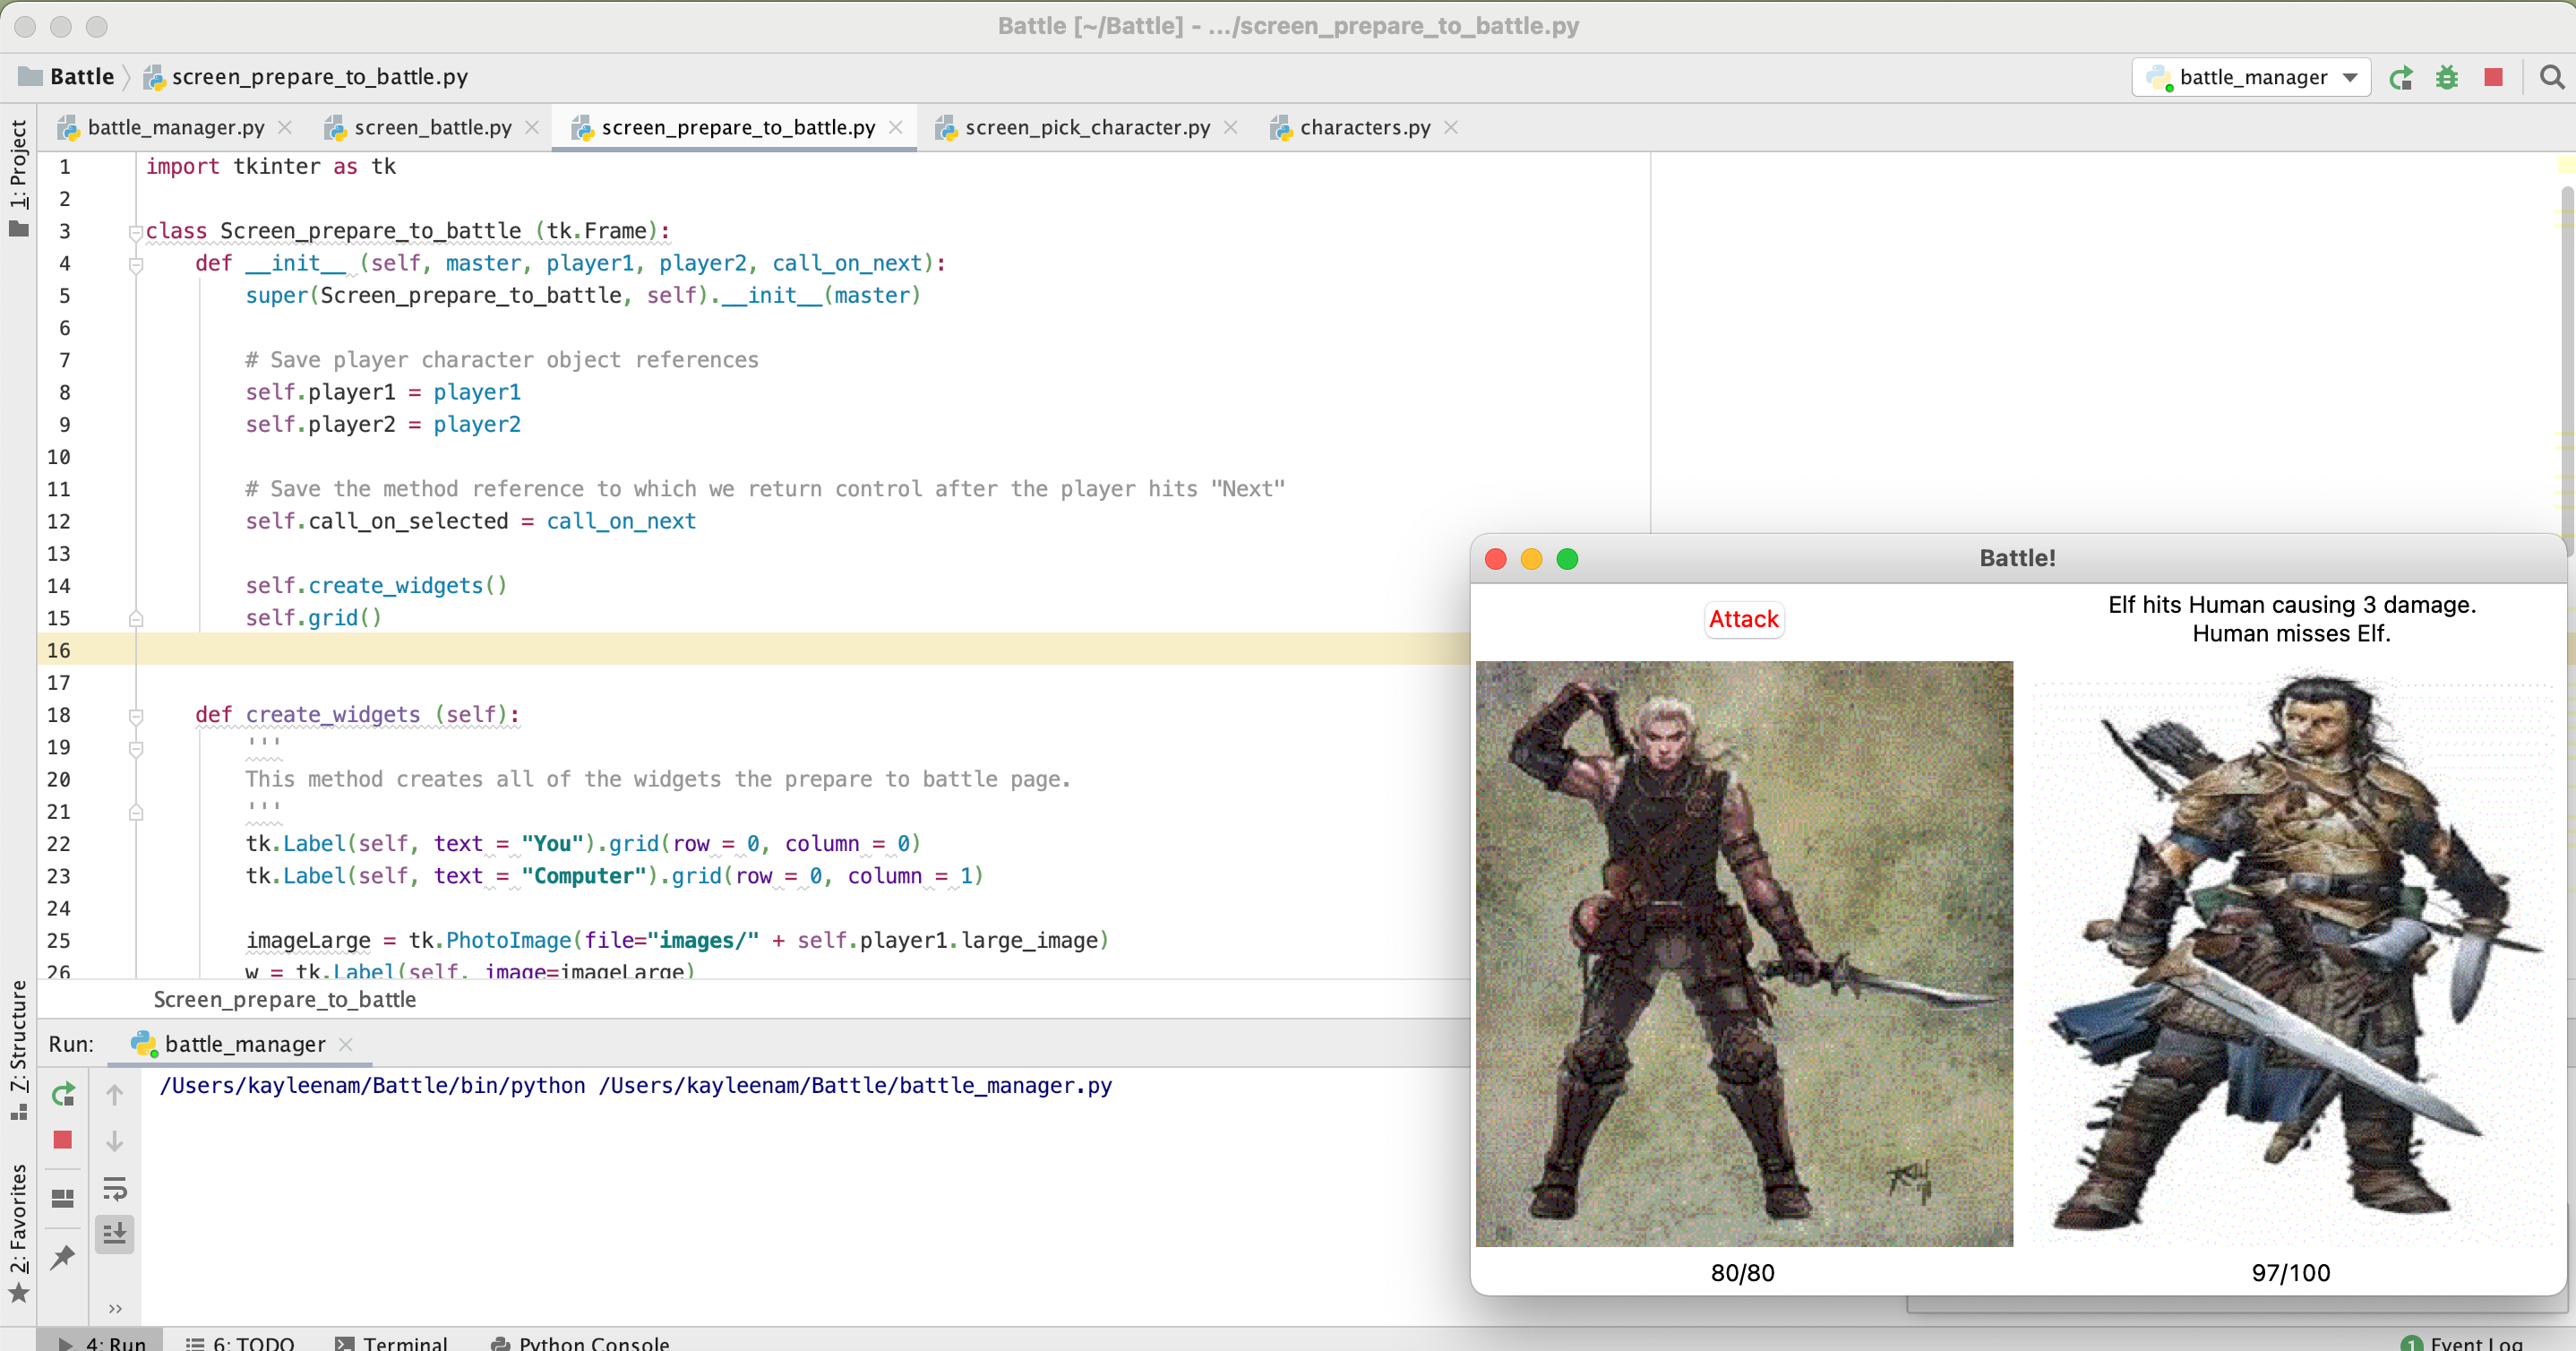 Battle [~/Battle] - .../screen_prepare_to_battle.py
Battle screen_prepare_to_battle.py
battle_manager
battle_manager.py screen_battle.py screen_prepare_to_battle.py screen_pick_character.py characters.py
1: Project
1 import tkinter as tk
2
3 class Screen_prepare_to_battle (tk.Frame):
4 def __init__ (self, master, player1, player2, call_on_next):
5 super(Screen_prepare_to_battle, self).__init__(master)
6
7 # Save player character object references
8 self.player1 = player1
9 self.player2 = player2
10
11 # Save the method reference to which we return control after the player hits "Next"
12 self.call_on_selected = call_on_next
13
14 self.create_widgets()
15 self.grid()
16
17
18 def create_widgets (self):
19 '''
20 This method creates all of the widgets the prepare to battle page.
21 '''
22 tk.Label(self, text = "You").grid(row = 0, column = 0)
23 tk.Label(self, text = "Computer").grid(row = 0, column = 1)
24
25 imageLarge = tk.PhotoImage(file="images/" + self.player1.large_image)
26 w = tk.Label(self, image=imageLarge)
Screen_prepare_to_battle
Battle!
Attack
Elf hits Human causing 3 damage.
Human misses Elf.
80/80
97/100
Z: Structure
2: Favorites
Run: battle_manager
/Users/kayleenam/Battle/bin/python /Users/kayleenam/Battle/battle_manager.py
4: Run 6: TODO Terminal Python Console
1 Event Log